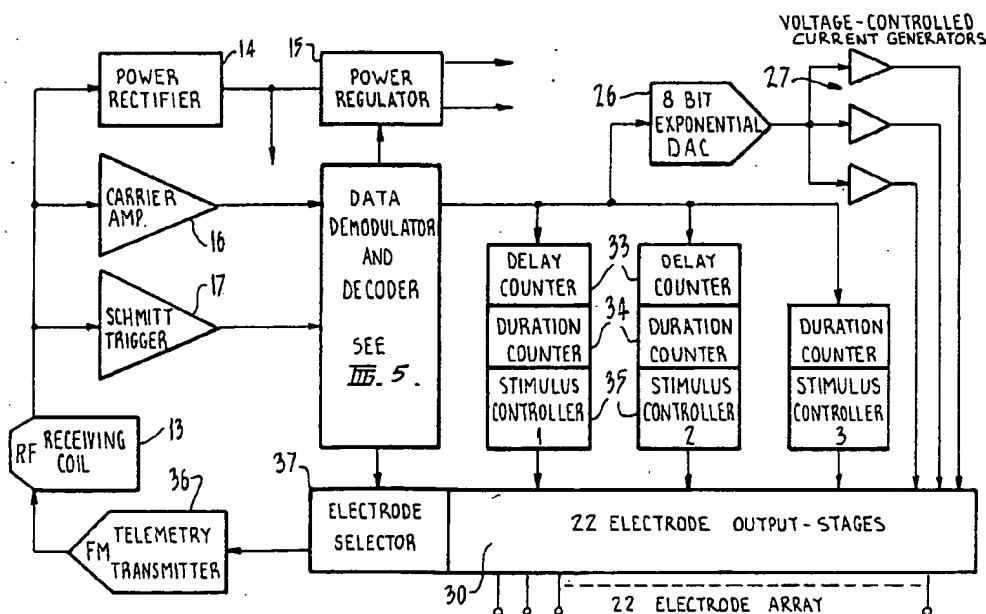 VOLTAGE-CONTROLLED
CURRENT GENERATORS
14
15
POWER
RECTIFIER
POWER
REGULATOR
26
8 BIT
EXPONENTIAL
DAC
27
CARRIER
AMP.
16
DATA
DEMODULATOR
AND
DECODER
SEE
FIG. 5.
17
SCHMITT
TRIGGER
DELAY
COUNTER
33
DELAY
COUNTER
DURATION
COUNTER
34
DURATION
COUNTER
DURATION
COUNTER
STIMULUS
CONTROLLER
1
35
STIMULUS
CONTROLLER
2
STIMULUS
CONTROLLER
3
RF
RECEIVING
COIL
13
36
FM
TELEMETRY
TRANSMITTER
37
ELECTRODE
SELECTOR
22 ELECTRODE OUTPUT-STAGES
30
22 ELECTRODE ARRAY